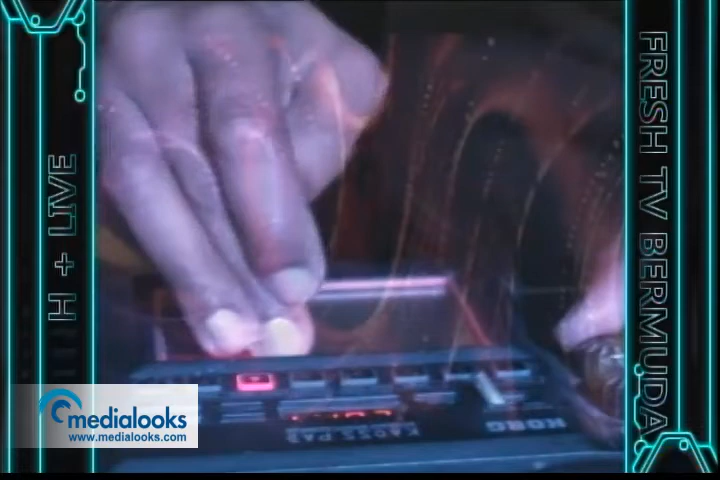 H + LIVE
FRESH TV BERMUDA
medialooks
www.medialooks.com
KAOSS PAD
KORG